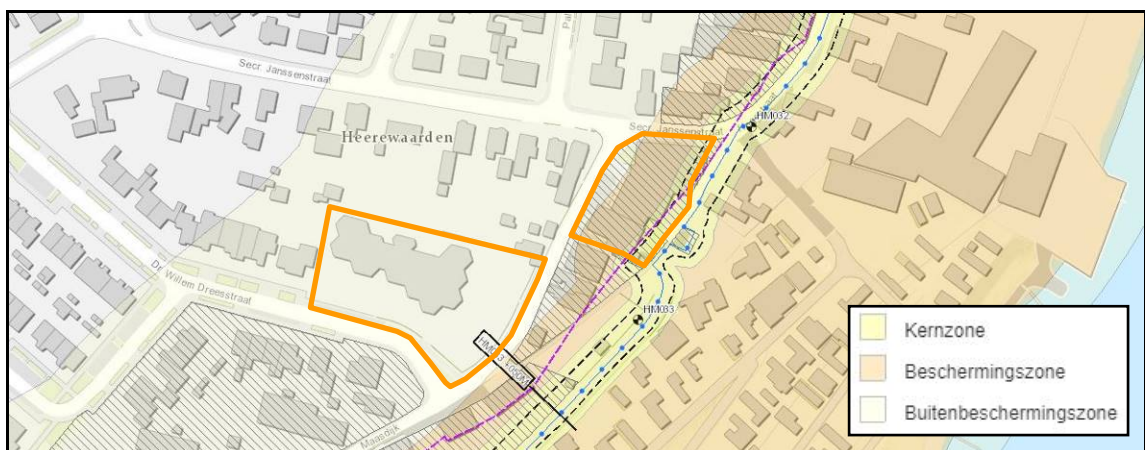 Secr. Janssenstraat
Heerewaarden
Secr. Janssenstraat
HM032
Dr. Willem Dreesstraat
HM033
Maasdijk
Kernzone
Beschermingszone
Buitenbeschermingszone